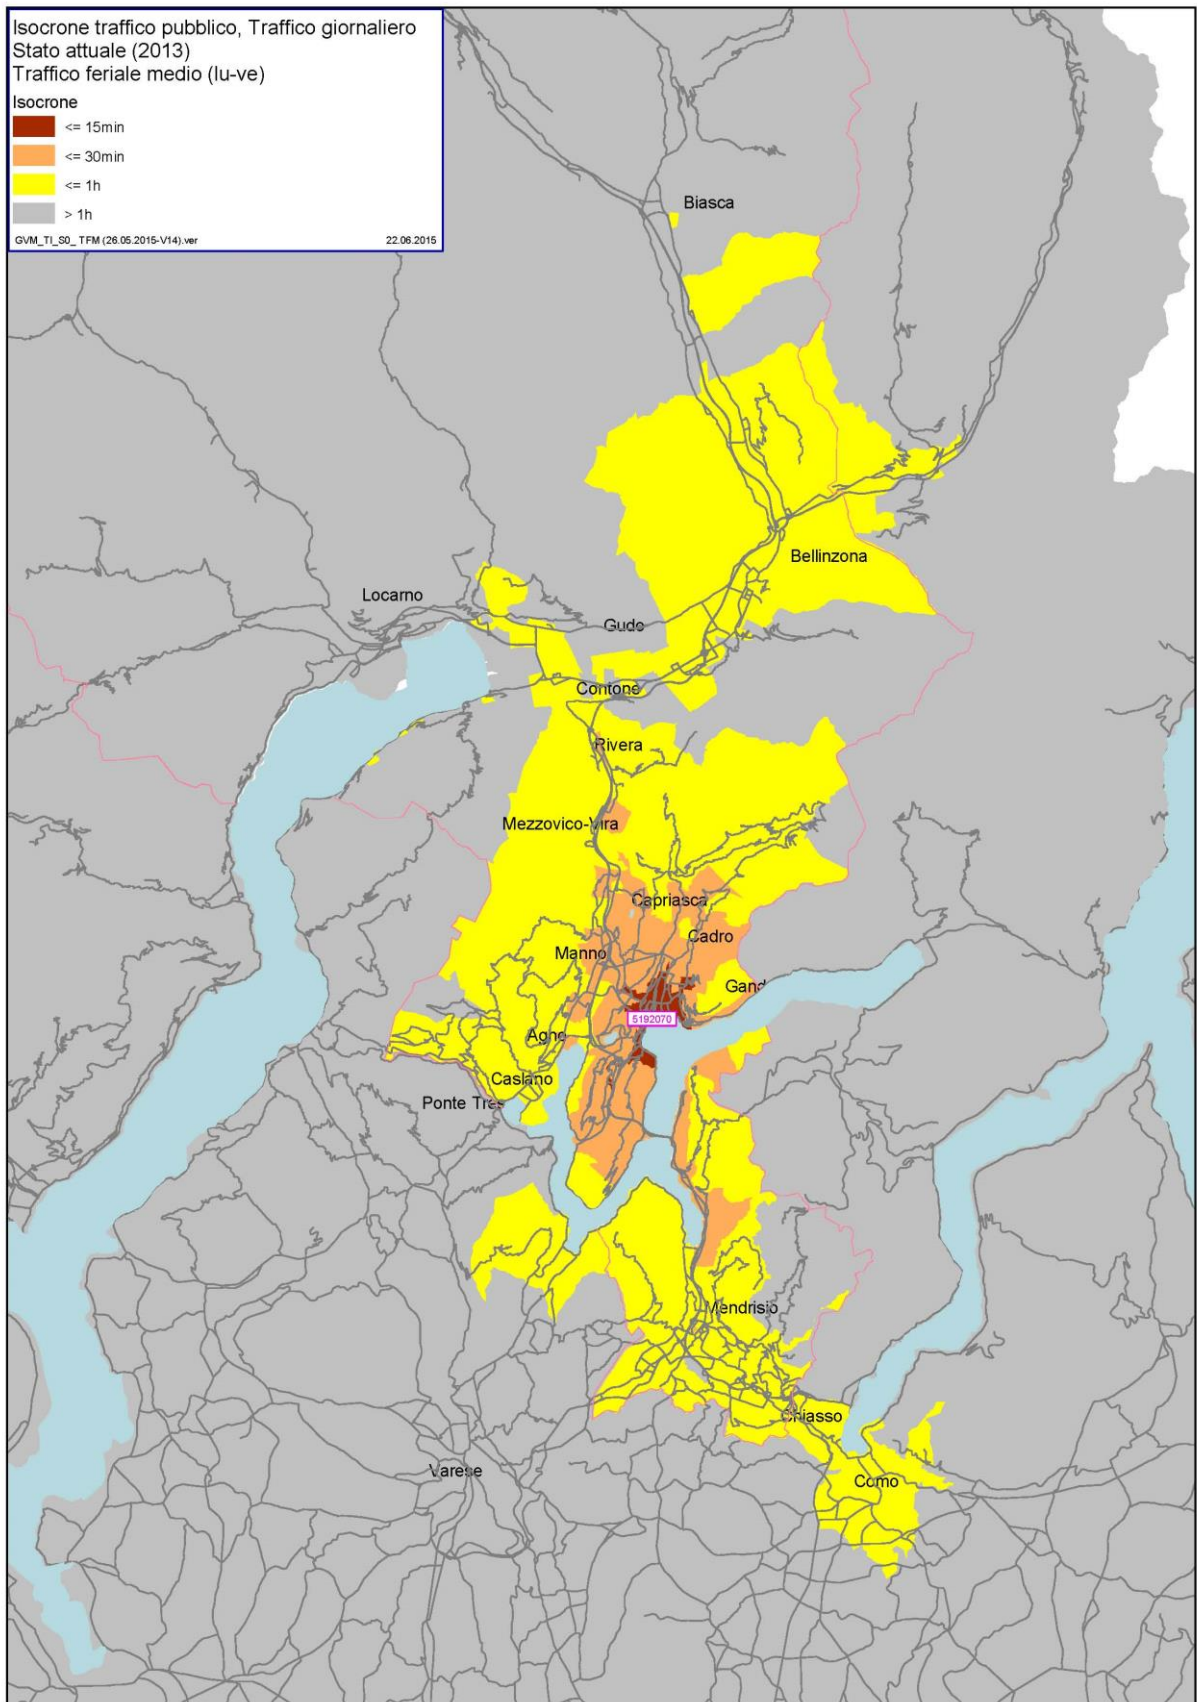 Isocrone traffico pubblico, Traffico giornaliero
Stato attuale (2013)
Traffico feriale medio (lu-ve)
Isocrone
<= 15min
<= 30min
<= 1h
> 1h
GVM_TI_S0_ TFM (26.05.2015-V14).ver 22.06.2015
Biasca
Bellinzona
Locarno
Gudo
Contone
Rivera
Mezzovico-Vira
Capriasca
Cadro
Manno
Gand
5192070
Agno
Caslano
Ponte Tres
Mendrisio
Chiasso
Varese
Como